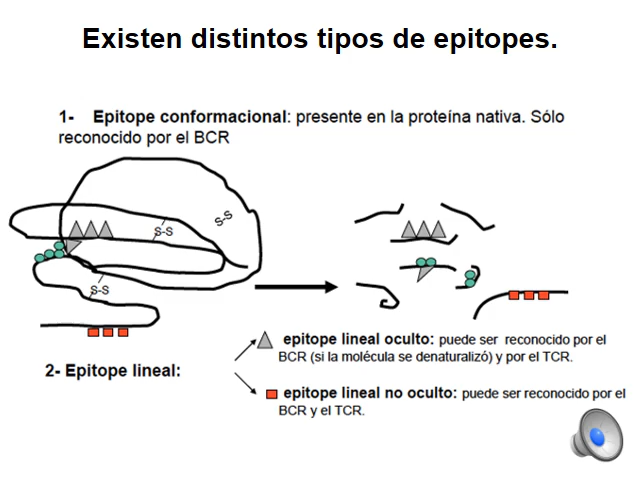 Existen distintos tipos de epitopes.
1- Epitope conformacional: presente en la proteína nativa. Sólo
reconocido por el BCR
S-S
S-S
S-S
epitope lineal oculto: puede ser reconocido por el
BCR (si la molécula se denaturalizó) y por el TCR.
2- Epitope lineal:
epitope lineal no oculto: puede ser reconocido por el
BCR y el TCR.